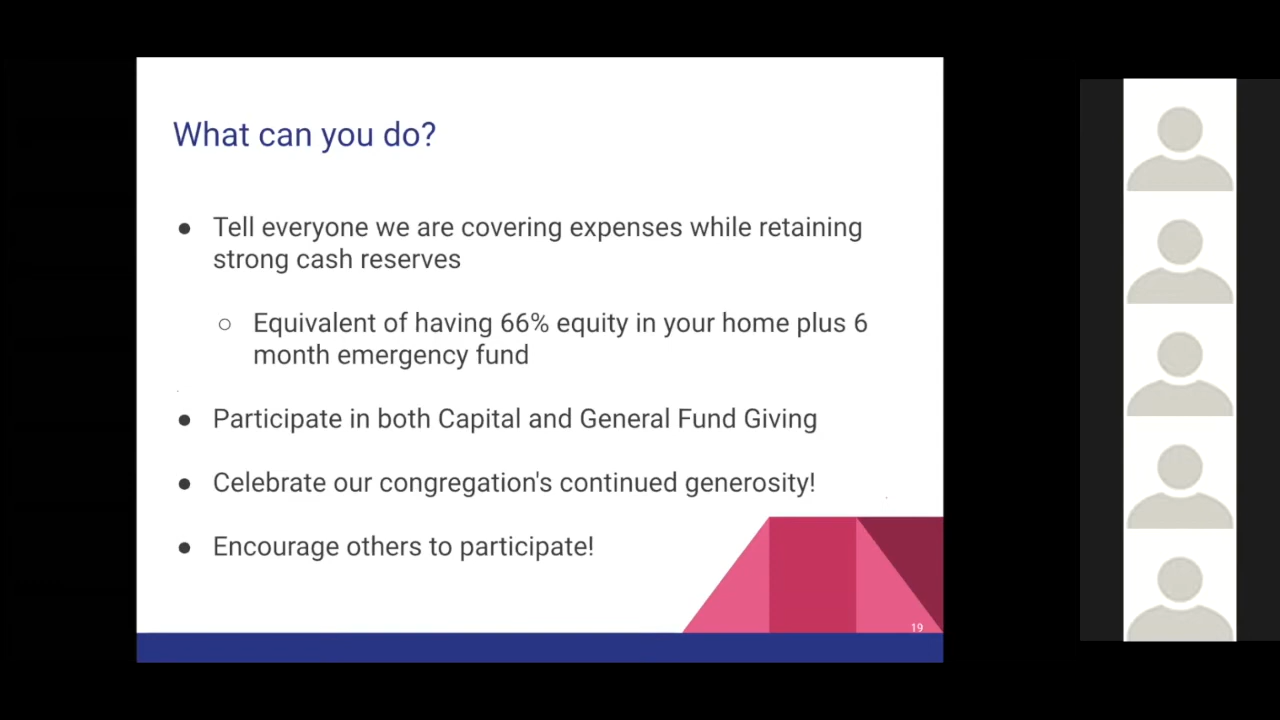 What can you do?
● Tell everyone we are covering expenses while retaining
strong cash reserves
○ Equivalent of having 66% equity in your home plus 6
month emergency fund
● Participate in both Capital and General Fund Giving
● Celebrate our congregation's continued generosity!
● Encourage others to participate!
19